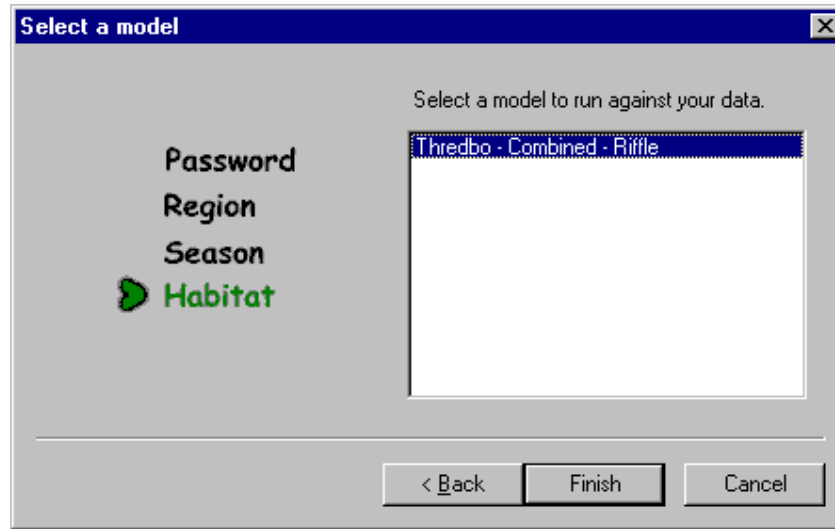 Select a model
Select a model to run against your data.
Thredbo - Combined - Riffle
Password
Region
Season
Habitat
< Back
Finish
Cancel